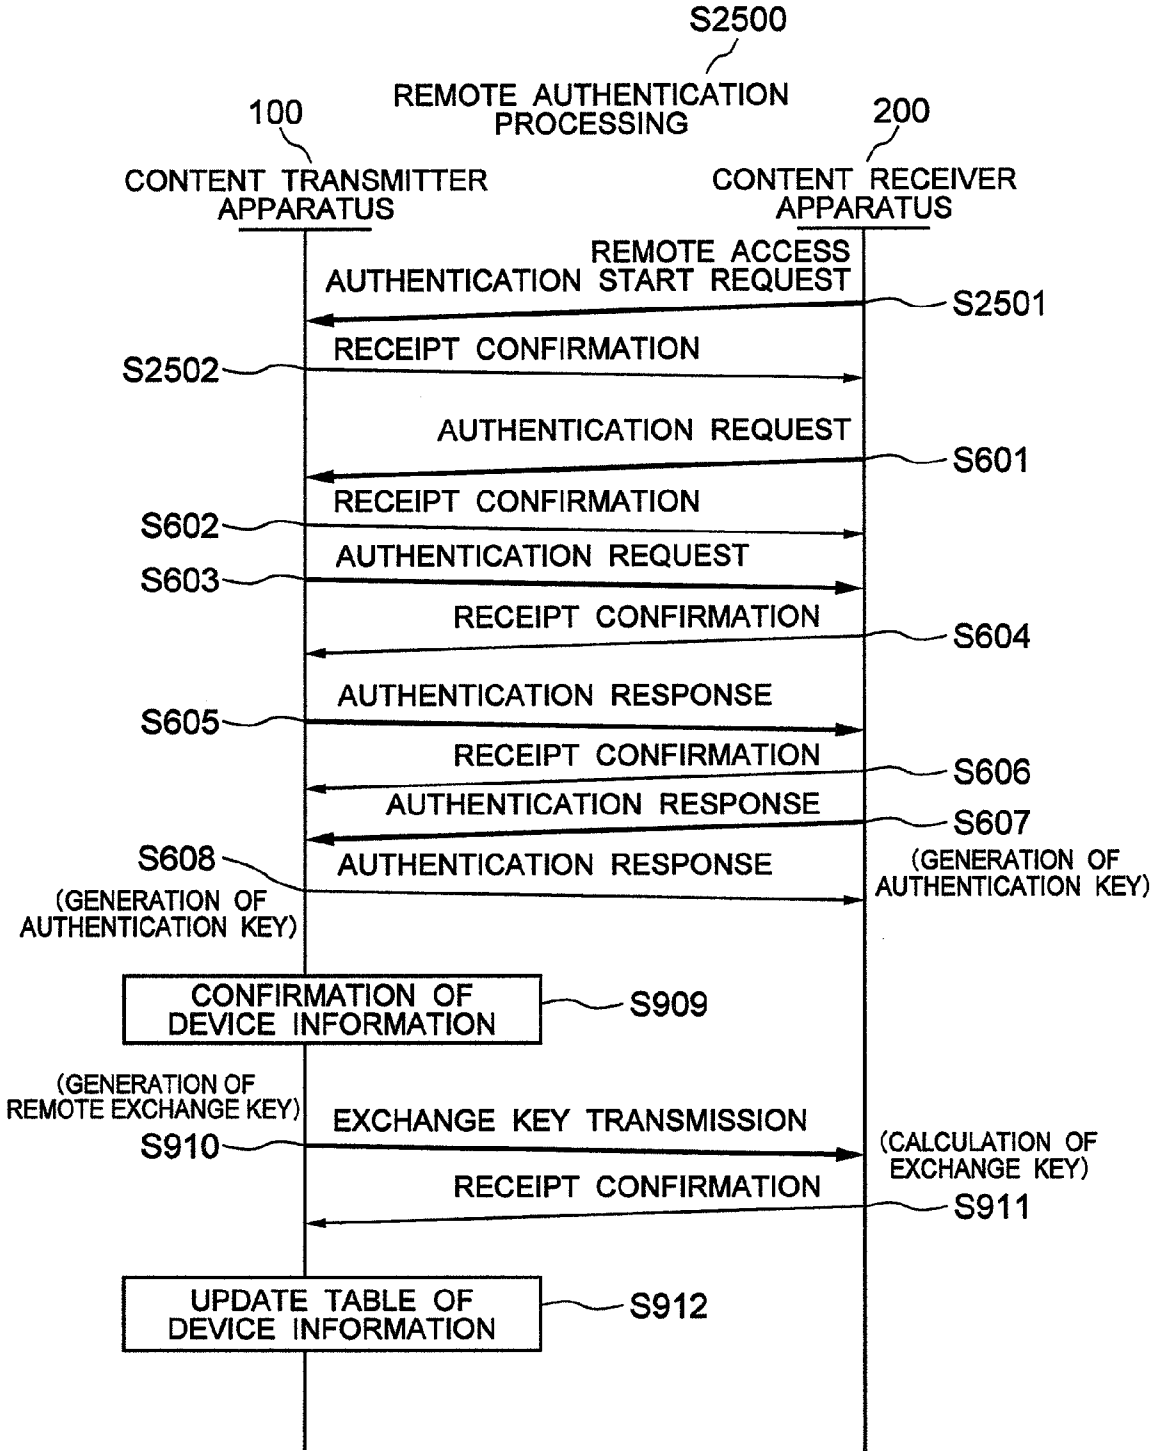 S2500
REMOTE AUTHENTICATION
PROCESSING
100
200
CONTENT TRANSMITTER
APPARATUS
CONTENT RECEIVER
APPARATUS
REMOTE ACCESS
AUTHENTICATION START REQUEST
S2501
RECEIPT CONFIRMATION
S2502
AUTHENTICATION REQUEST
S601
RECEIPT CONFIRMATION
S602
AUTHENTICATION REQUEST
S603
RECEIPT CONFIRMATION
S604
AUTHENTICATION RESPONSE
S605
RECEIPT CONFIRMATION
S606
AUTHENTICATION RESPONSE
S607
S608
AUTHENTICATION RESPONSE
(GENERATION OF
AUTHENTICATION KEY)
(GENERATION OF
AUTHENTICATION KEY)
CONFIRMATION OF
DEVICE INFORMATION
S909
(GENERATION OF
REMOTE EXCHANGE KEY)
EXCHANGE KEY TRANSMISSION
S910
(CALCULATION OF
EXCHANGE KEY)
RECEIPT CONFIRMATION
S911
UPDATE TABLE OF
DEVICE INFORMATION
S912